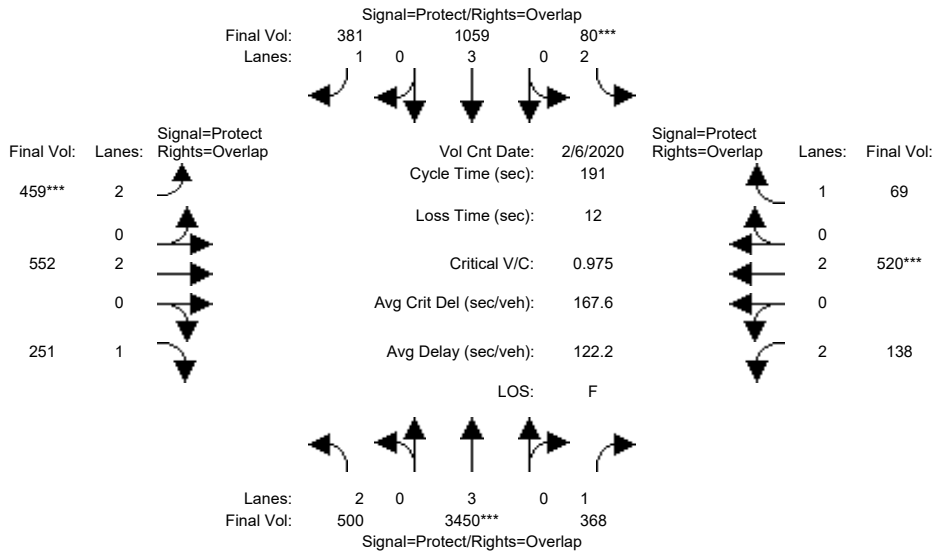 Signal=Protect/Rights=Overlap
Final Vol: 381 1059 80***
Lanes: 1 0 3 0 2
Signal=Protect
Rights=Overlap
Final Vol: Lanes:
459*** 2
0
552 2
0
251 1
Vol Cnt Date: 2/6/2020
Cycle Time (sec): 191
Loss Time (sec): 12
Critical V/C: 0.975
Avg Crit Del (sec/veh): 167.6
Avg Delay (sec/veh): 122.2
LOS: F
Signal=Protect
Rights=Overlap
Lanes: Final Vol:
1 69
0
2 520***
0
2 138
Lanes: 2 0 3 0 1
Final Vol: 500 3450*** 368
Signal=Protect/Rights=Overlap